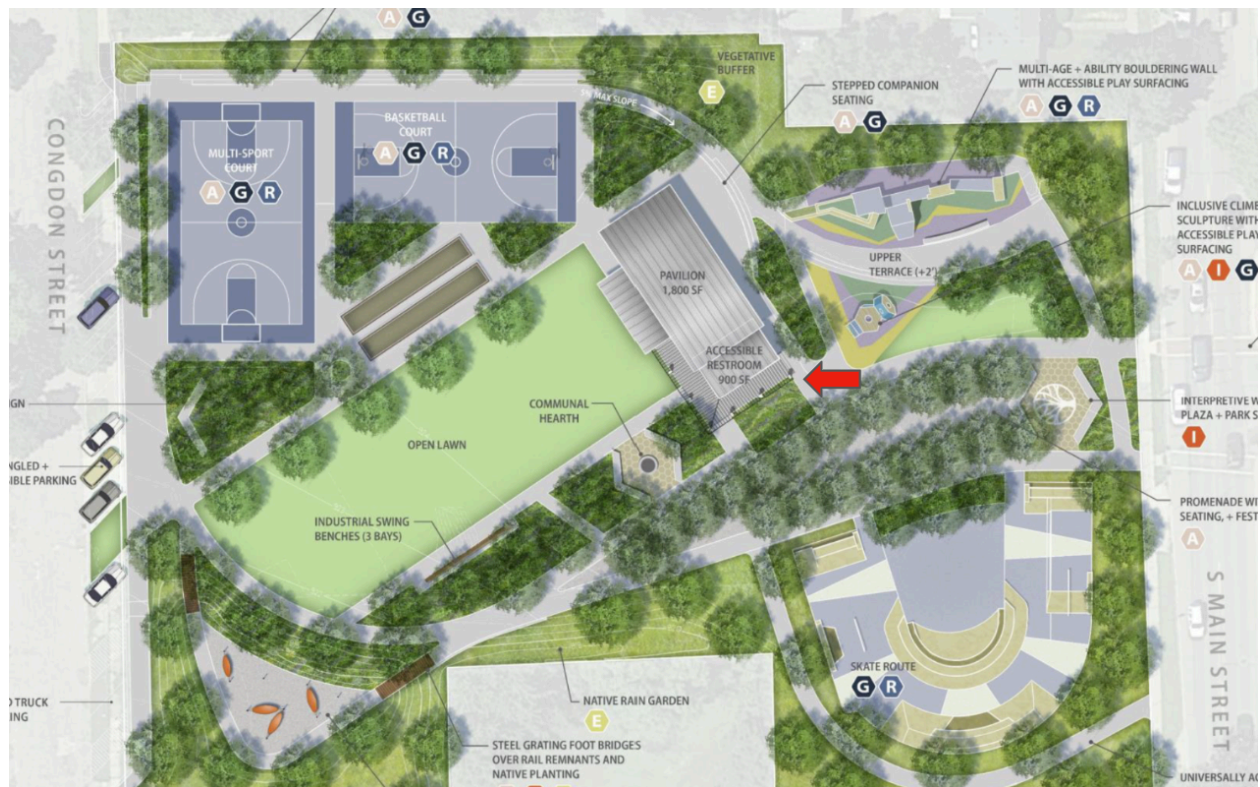 A G
VEGETATIVE
BUFFER
E
5% MAX SLOPE
STEPPED COMPANION
SEATING
A G
MULTI-AGE + ABILITY BOULDERING WALL
WITH ACCESSIBLE PLAY SURFACING
A G R
CONGDON STREET
MULTI-SPORT
COURT
A G R
BASKETBALL
COURT
A G R
INCLUSIVE CLIMB
SCULPTURE WITH
ACCESSIBLE PLAY
SURFACING
A I G
UPPER
TERRACE (+2')
PAVILION
1,800 SF
ACCESSIBLE
RESTROOM
900 SF
COMMUNAL
HEARTH
OPEN LAWN
IGN
INTERPRETIVE W
PLAZA + PARK S
I
NGLED +
IBLE PARKING
INDUSTRIAL SWING
BENCHES (3 BAYS)
PROMENADE WI
SEATING, + FEST
A
S MAIN STREET
SKATE ROUTE
G R
D TRUCK
ING
NATIVE RAIN GARDEN
E
STEEL GRATING FOOT BRIDGES
OVER RAIL REMNANTS AND
NATIVE PLANTING
UNIVERSALLY AC